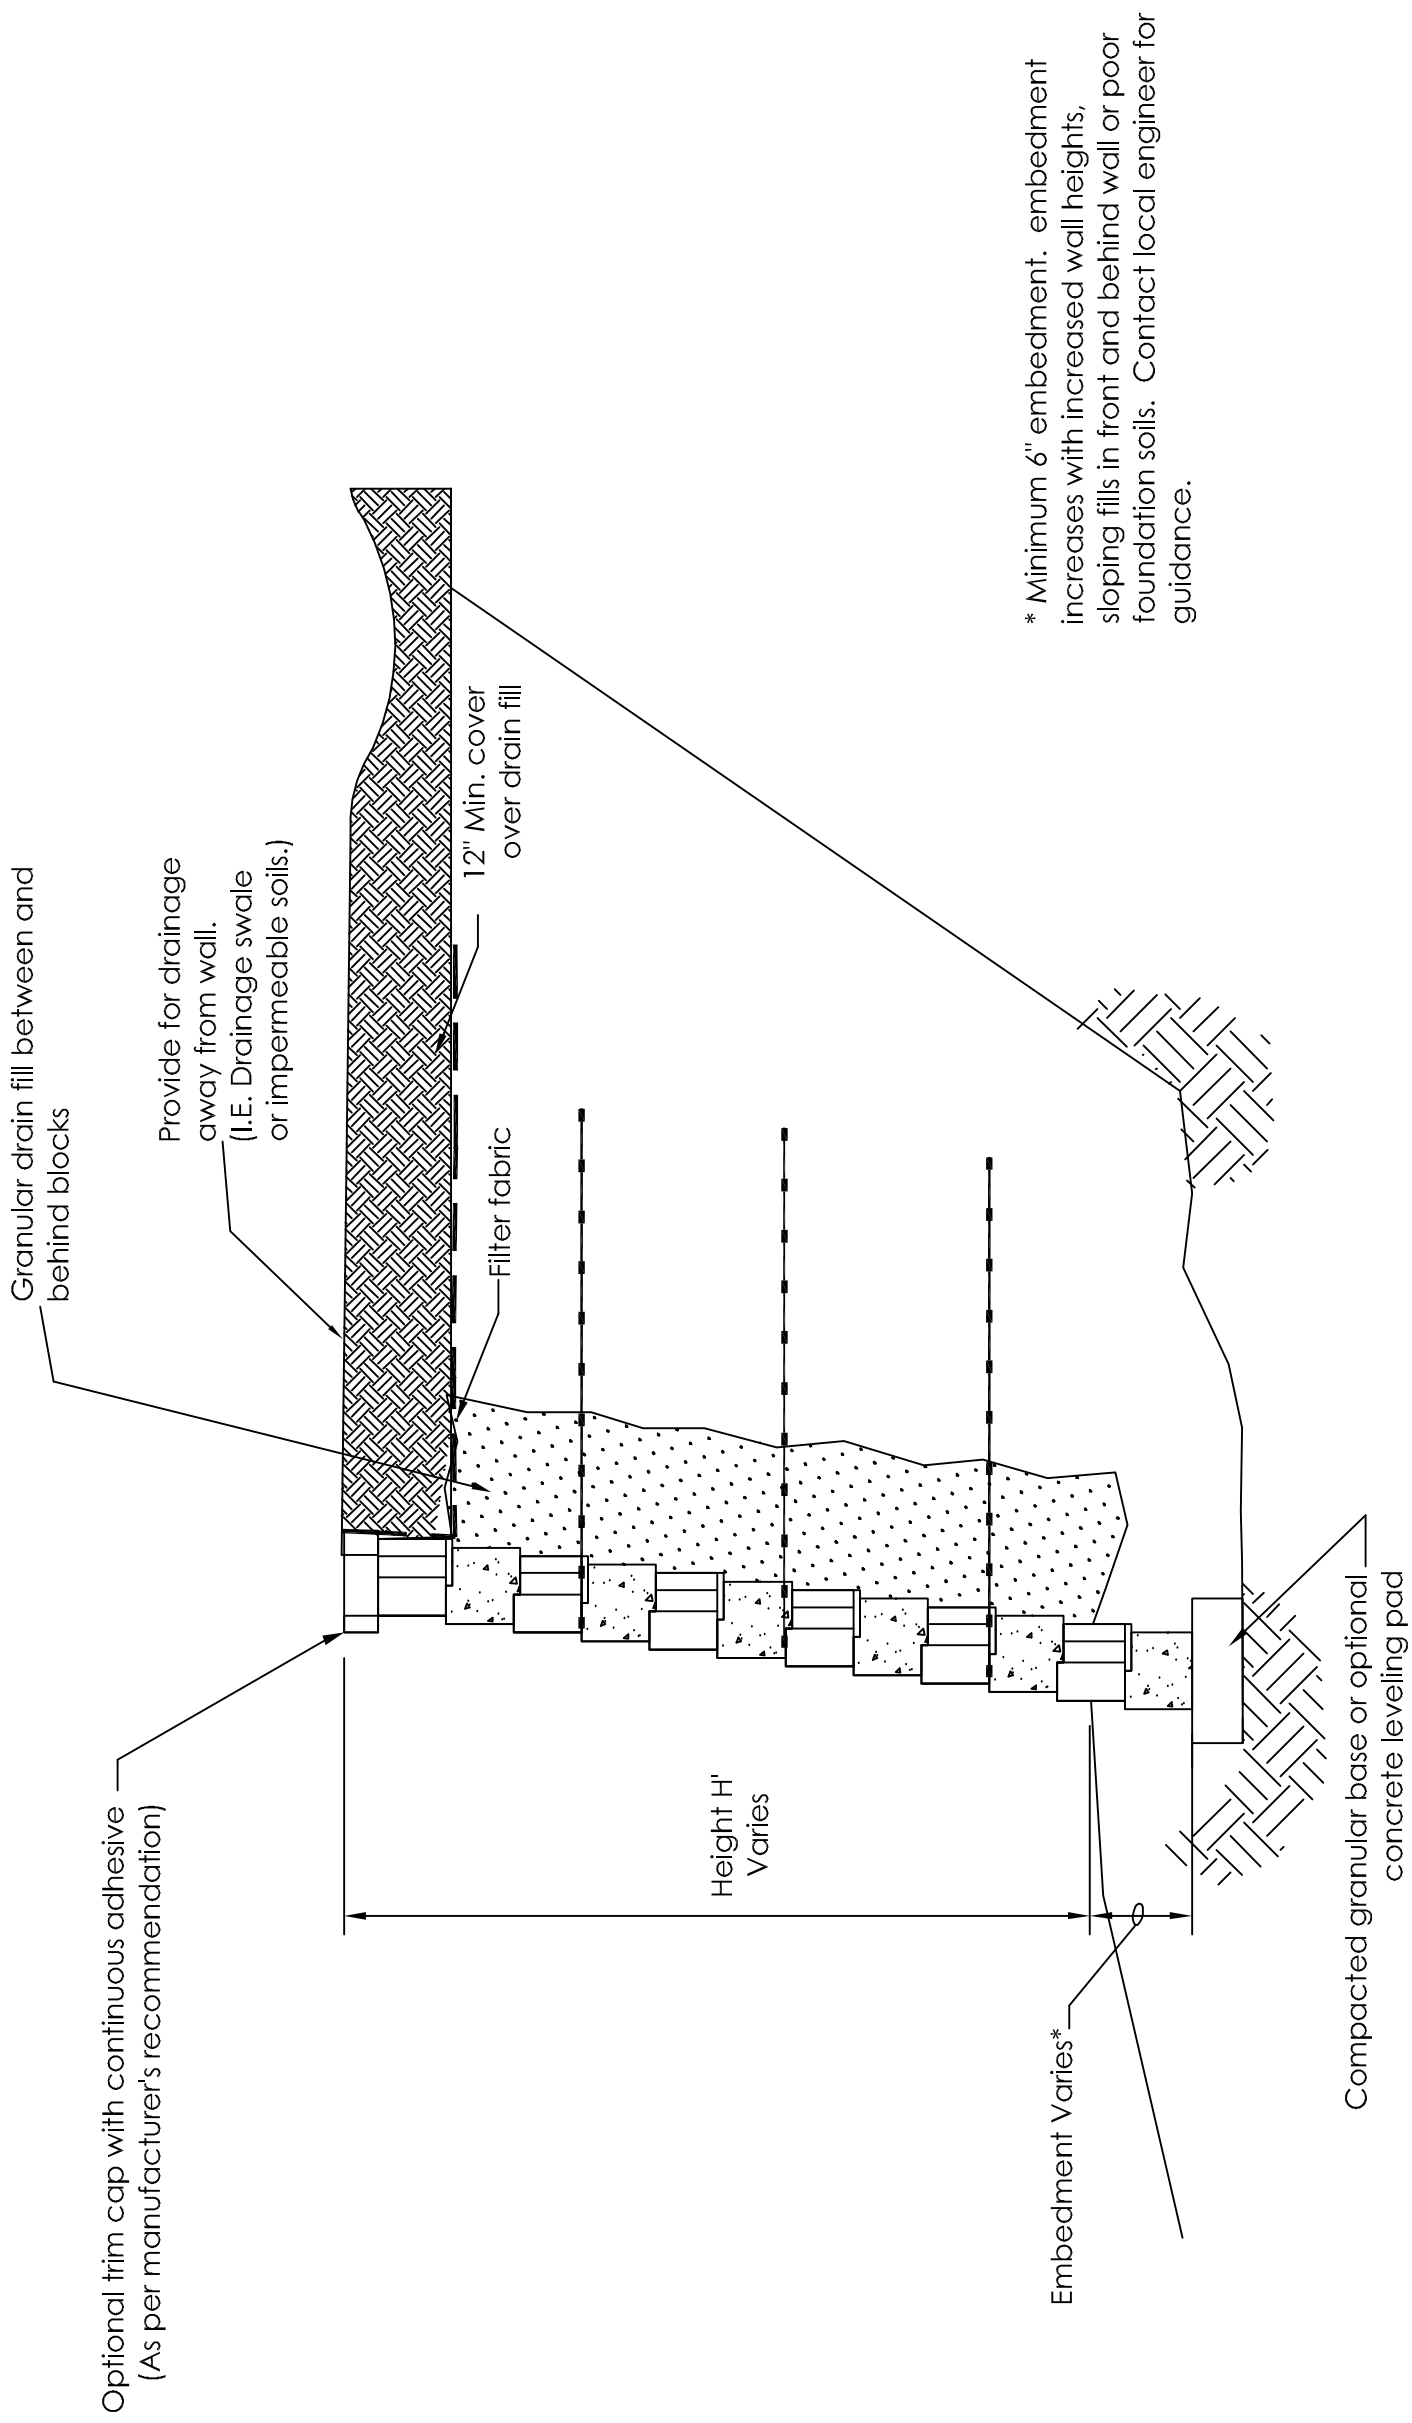 Granular drain fill between and
behind blocks
Provide for drainage
away from wall.
(I.E. Drainage swale
or impermeable soils.)
Optional trim cap with continuous adhesive
(As per manufacturer's recommendation)
12" Min. cover
over drain fill
Filter fabric
Height H'
Varies
Embedment Varies*
* Minimum 6" embedment. embedment
increases with increased wall heights,
sloping fills in front and behind wall or poor
foundation soils. Contact local engineer for
guidance.
Compacted granular base or optional
concrete leveling pad